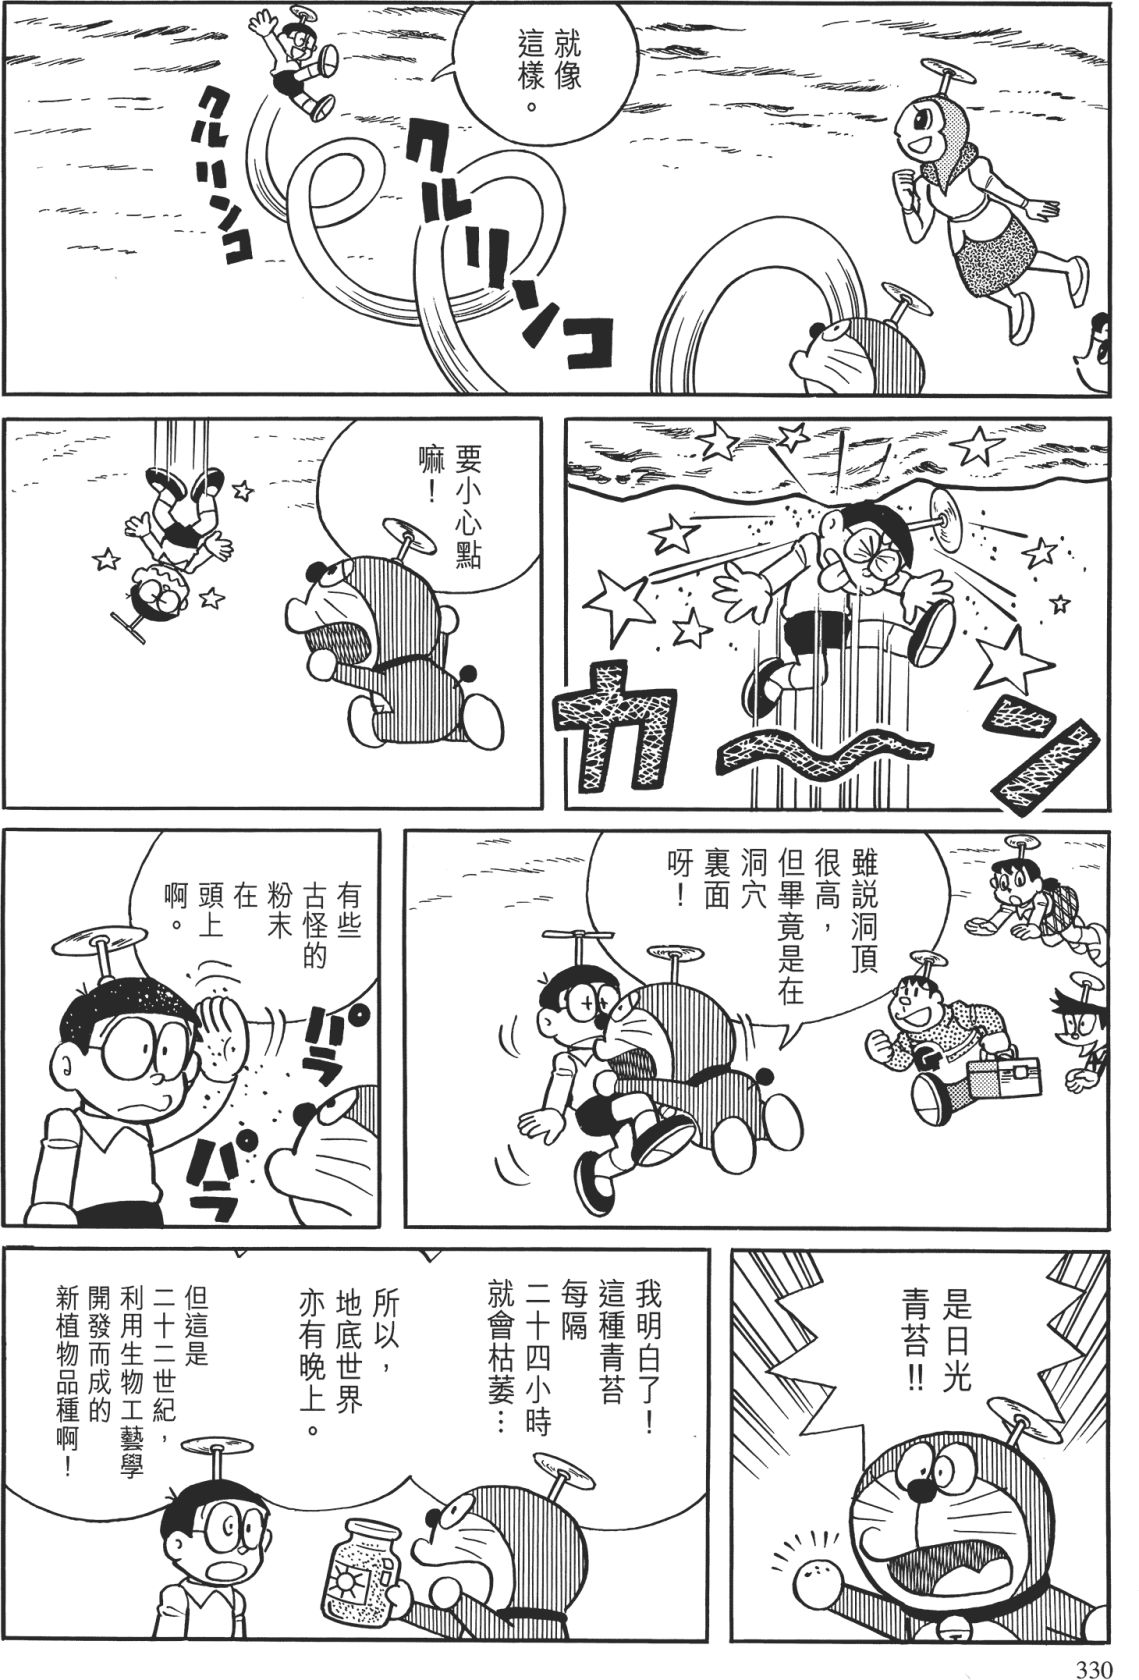 就像
這樣。
クルリンコ
クルリンコ
カ〜ン
要小心點
嘛！
雖説洞頂
很高，
但畢竟是在
洞穴
裏面
呀！
有些
古怪的
粉末
在
頭上
啊。
パラ
パラ
是日光
青苔!!
我明白了！
這種青苔
每隔
二十四小時
就會枯萎…
所以，
地底世界
亦有晚上。
但這是
二十二世紀，
利用生物工藝學
開發而成的
新植物品種啊！
330